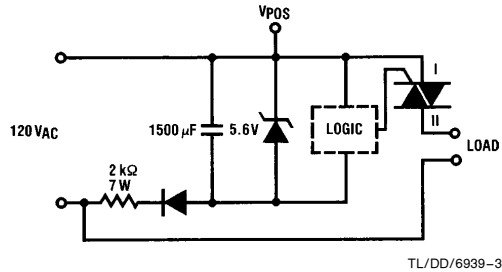 VPOS
I
120 VAC
1500 μF
5.6V
LOGIC
II
LOAD
2 kΩ
7 W
TL/DD/6939–3